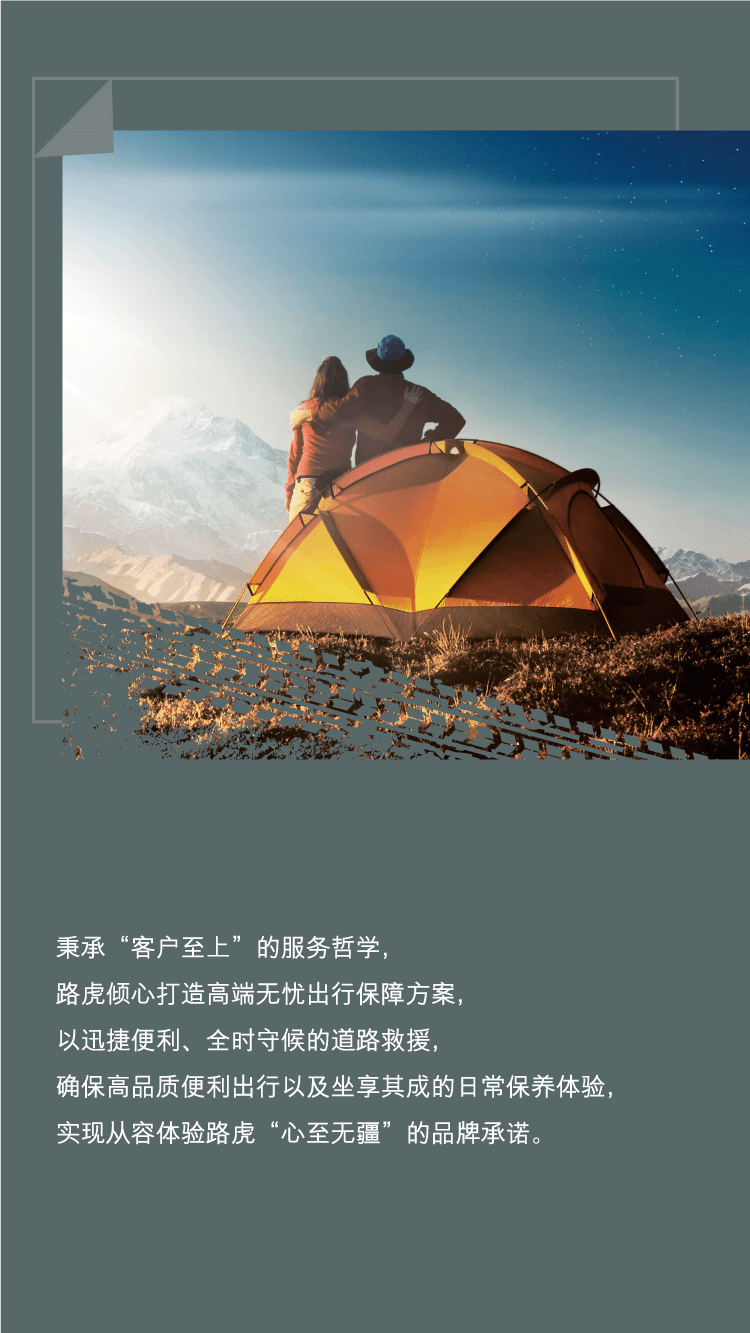 秉承“客户至上”的服务哲学，
路虎倾心打造高端无忧出行保障方案，
以迅捷便利、全时守候的道路救援，
确保高品质便利出行以及坐享其成的日常保养体验，
实现从容体验路虎“心至无疆”的品牌承诺。